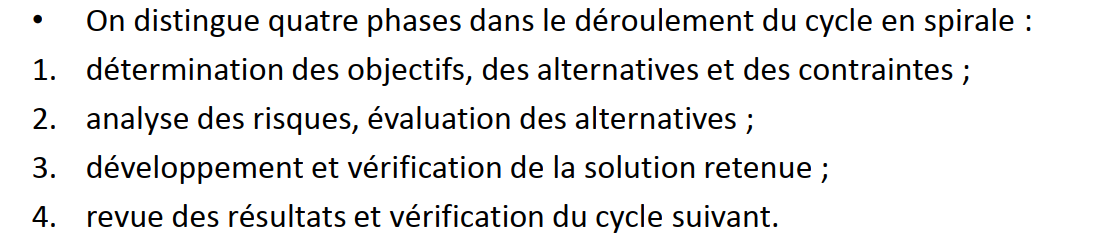 • On distingue quatre phases dans le déroulement du cycle en spirale :
1. détermination des objectifs, des alternatives et des contraintes ;
2. analyse des risques, évaluation des alternatives ;
3. développement et vérification de la solution retenue ;
4. revue des résultats et vérification du cycle suivant.